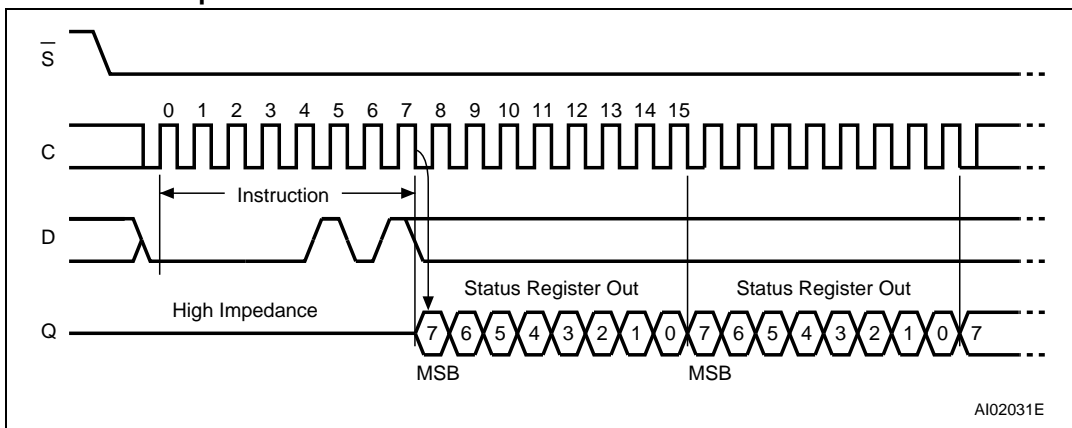 S
0 1 2 3 4 5 6 7 8 9 10 11 12 13 14 15
C
Instruction
D
Status Register Out Status Register Out
High Impedance
Q 7 6 5 4 3 2 1 0 7 6 5 4 3 2 1 0 7
MSB MSB
AI02031E